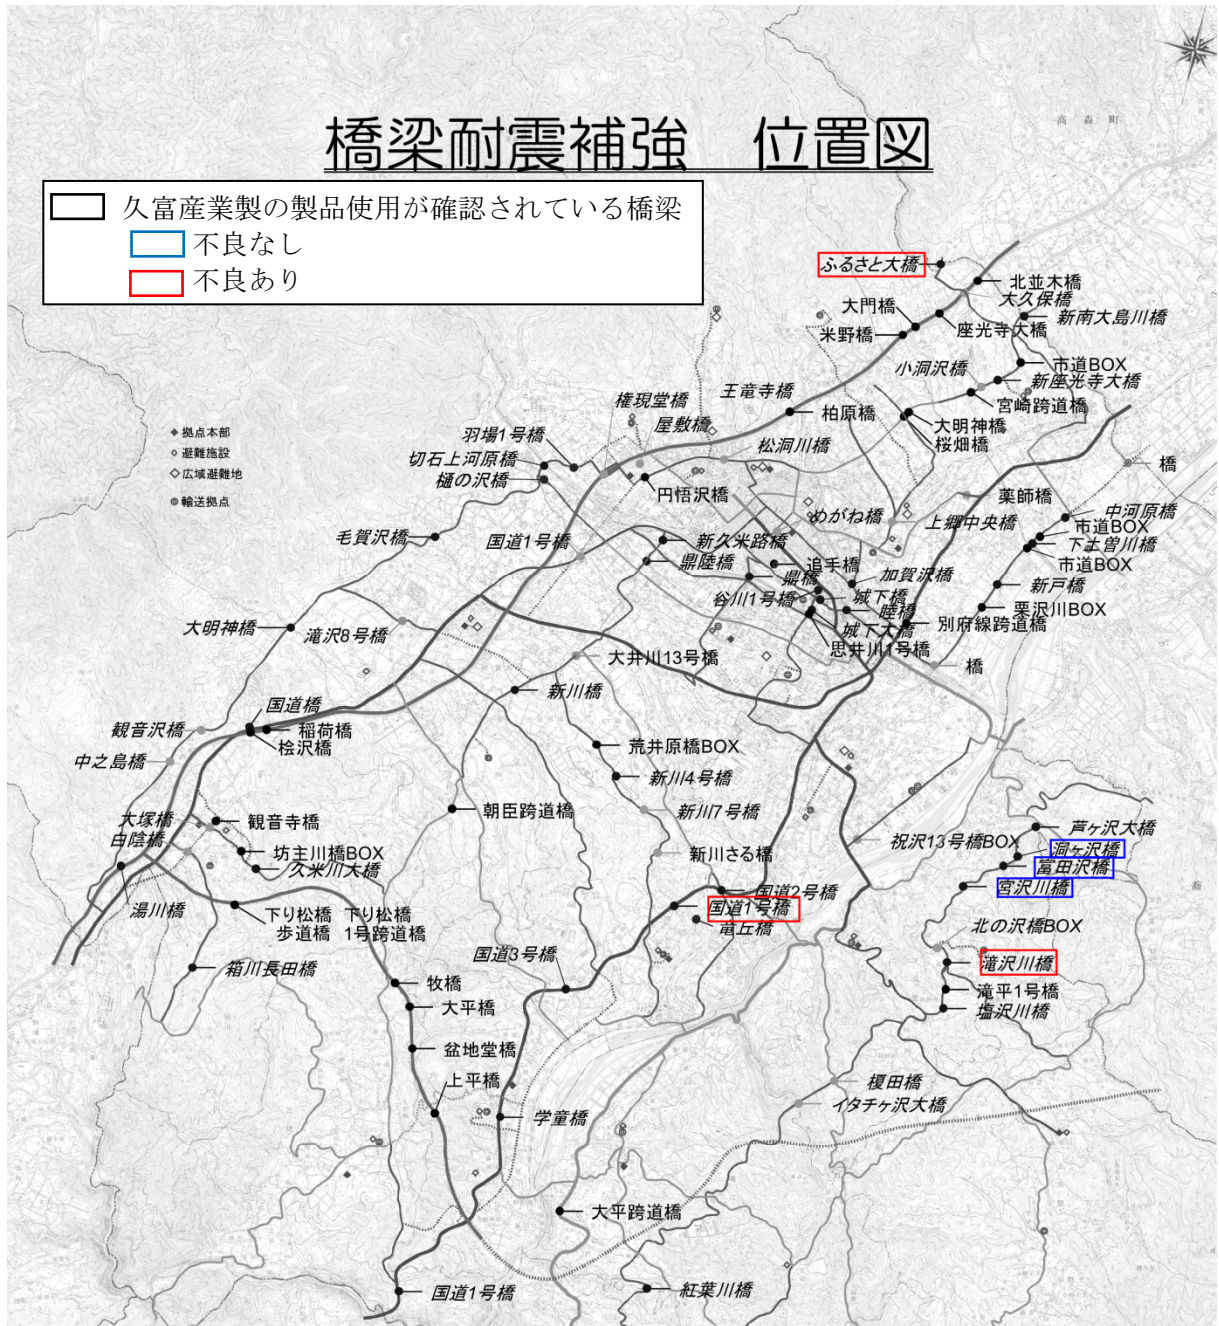 高森町
橋梁耐震補強 位置図
久富産業製の製品使用が確認されている橋梁
不良なし
不良あり
ふるさと大橋
北並木橋
大久保橋
大門橋
新南大島川橋
座光寺大橋
米野橋
市道BOX
小洞沢橋
新座光寺大橋
王竜寺橋
宮崎跨道橋
権現堂橋
柏原橋
大明神橋
屋敷橋
桜畑橋
拠点本部
羽場1号橋
松洞川橋
避難施設
切石上河原橋
橋
広域避難地
樋の沢橋
円悟沢橋
薬師橋
輸送拠点
めがね橋
中河原橋
上郷中央橋
市道BOX
毛賀沢橋
国道1号橋
新久米路橋
下土曽川橋
鼎陸橋
追手橋
市道BOX
鼎橋
加賀沢橋
新戸橋
谷川1号橋
城下橋
睦橋
栗沢川BOX
大明神橋
滝沢8号橋
城下大橋
別府線跨道橋
思井川1号橋
大井川13号橋
橋
新川橋
国道橋
観音沢橋
稲荷橋
桧沢橋
荒井原橋BOX
中之島橋
新川4号橋
大塚橋
朝臣跨道橋
新川7号橋
観音寺橋
芦ヶ沢大橋
白陰橋
祝沢13号橋BOX
坊主川橋BOX
新川さる橋
洞ヶ沢橋
久米川大橋
富田沢橋
国道2号橋
宮沢川橋
湯川橋
国道1号橋
下り松橋 下り松橋
歩道橋 1号跨道橋
竜丘橋
北の沢橋BOX
国道3号橋
箱川長田橋
滝沢川橋
牧橋
滝平1号橋
大平橋
塩沢川橋
盆地堂橋
上平橋
榎田橋
イタチヶ沢大橋
学童橋
大平跨道橋
国道1号橋
紅葉川橋